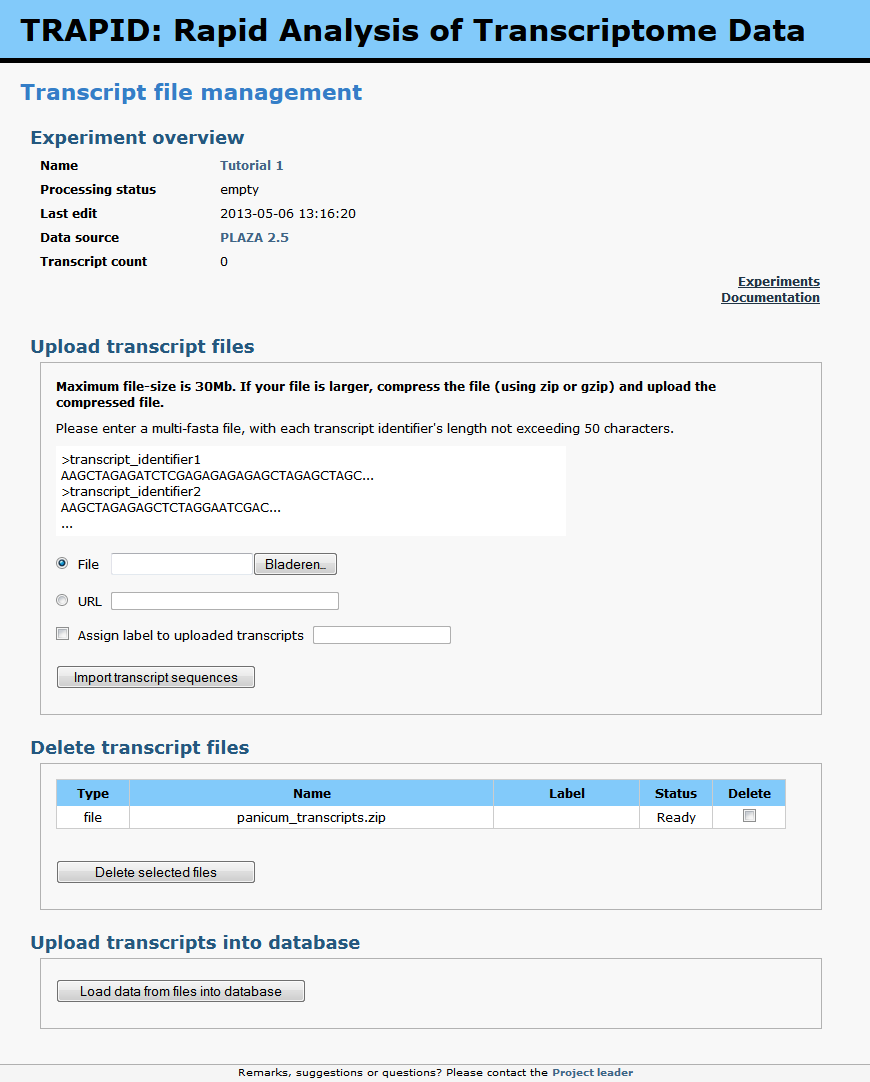 TRAPID: Rapid Analysis of Transcriptome Data
Transcript file management
Experiment overview
Name Tutorial 1
Processing status empty
Last edit 2013-05-06 13:16:20
Data source PLAZA 2.5
Transcript count 0
Experiments
Documentation
Upload transcript files
Maximum file-size is 30Mb. If your file is larger, compress the file (using zip or gzip) and upload the
compressed file.
Please enter a multi-fasta file, with each transcript identifier's length not exceeding 50 characters.
>transcript_identifier1
AAGCTAGAGATCTCGAGAGAGAGAGCTAGAGCTAGC...
>transcript_identifier2
AAGCTAGAGAGCTCTAGGAATCGAC...
...
File Bladeren...
URL
Assign label to uploaded transcripts
Import transcript sequences
Delete transcript files
Type Name Label Status Delete
file panicum_transcripts.zip Ready
Delete selected files
Upload transcripts into database
Load data from files into database
Remarks, suggestions or questions? Please contact the Project leader